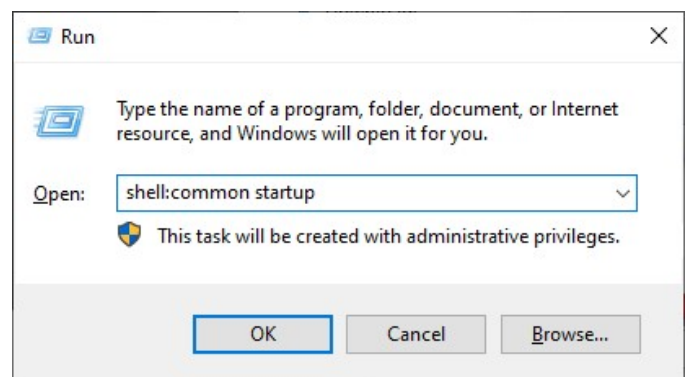 Run
Type the name of a program, folder, document, or Internet
resource, and Windows will open it for you.
Open: shell:common startup
This task will be created with administrative privileges.
OK Cancel Browse...